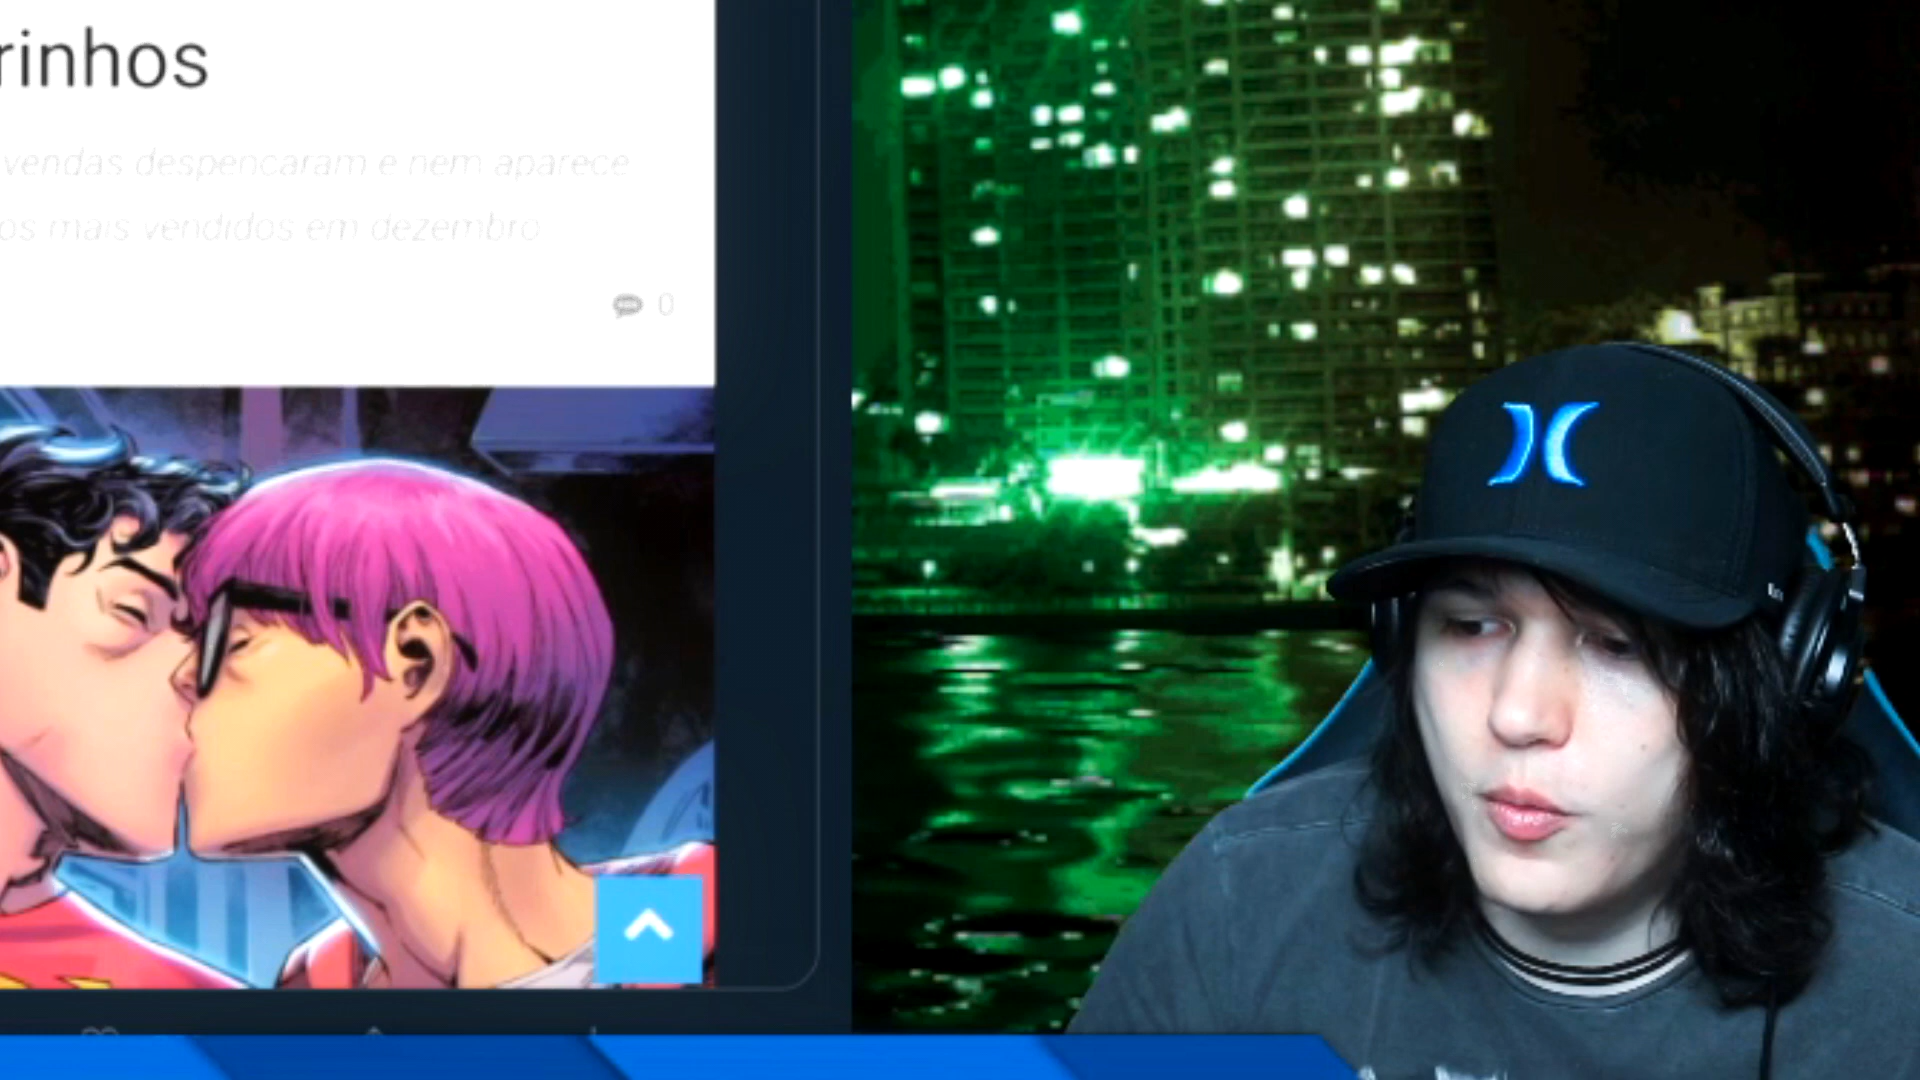 rinhos
vendas despencaram e nem aparece
os mais vendidos em dezembro
0